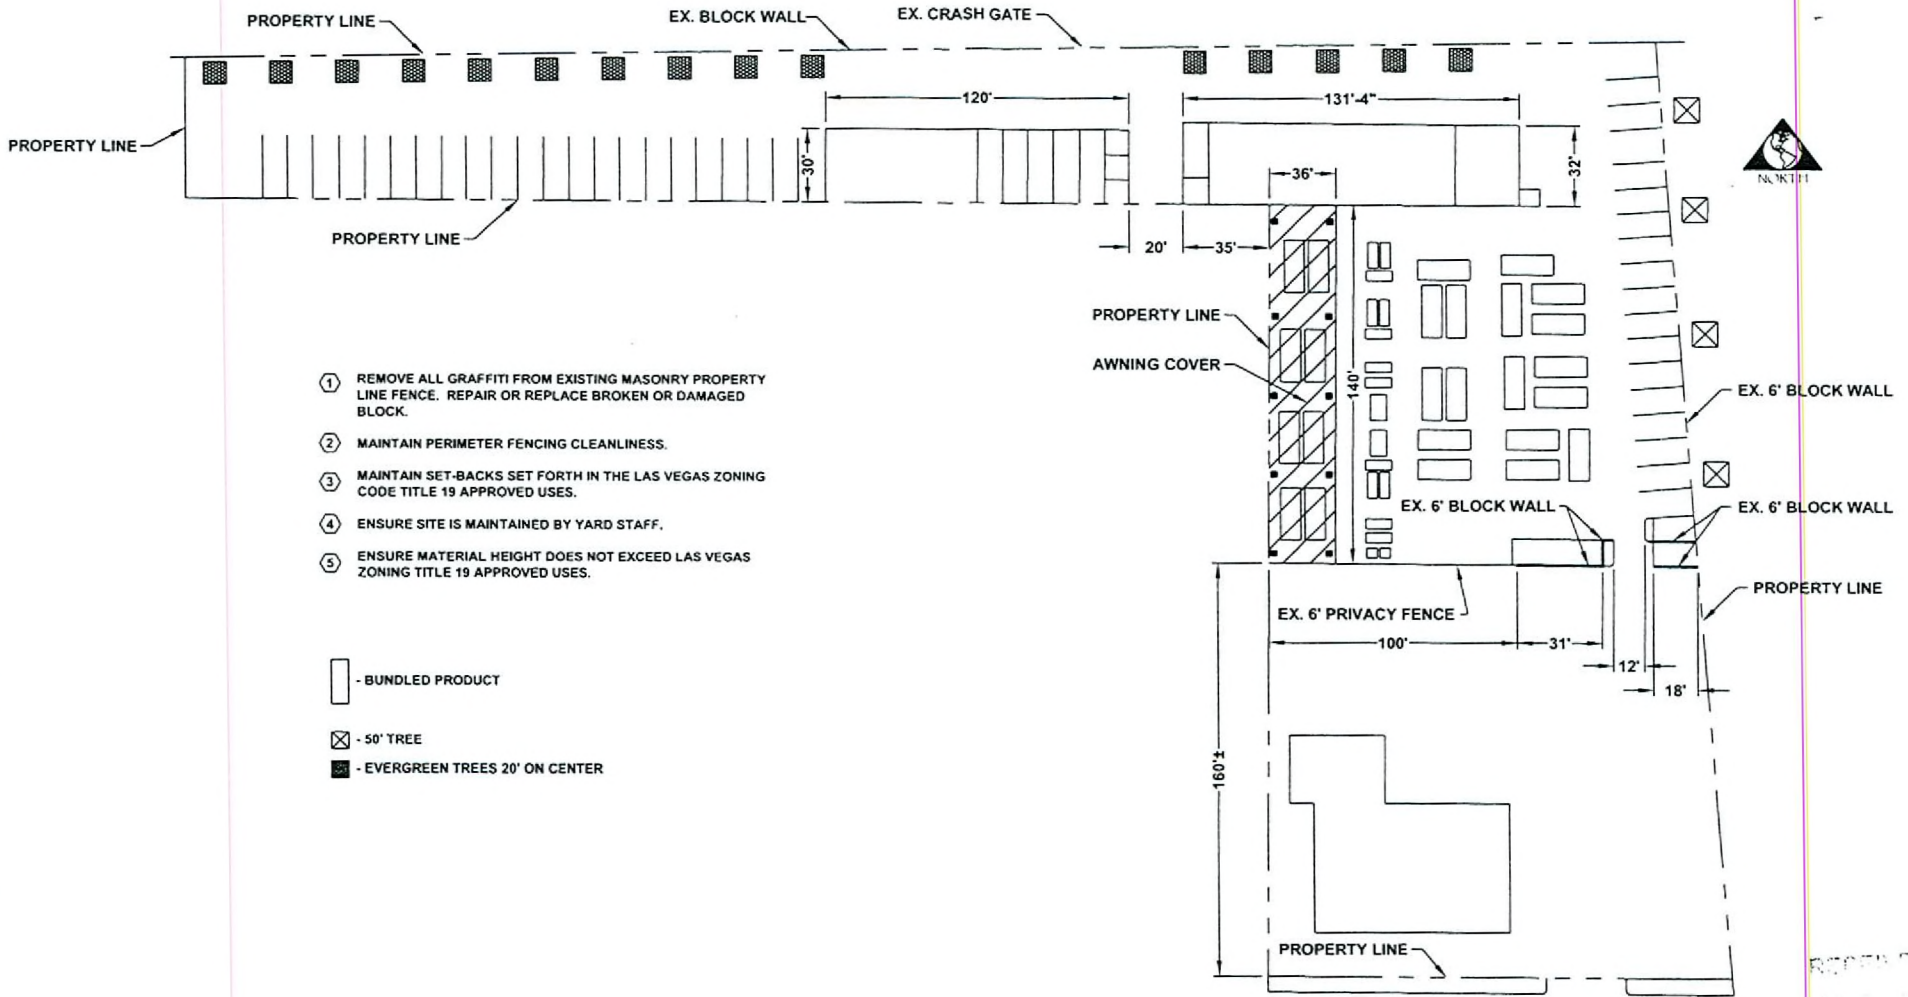 PROPERTY LINE
EX. BLOCK WALL
EX. CRASH GATE
120'
131'-4"
PROPERTY LINE
30'
36'
32'
NORTH
PROPERTY LINE
20'
35'
PROPERTY LINE
AWNING COVER
140'
EX. 6' BLOCK WALL
1 REMOVE ALL GRAFFITI FROM EXISTING MASONRY PROPERTY
LINE FENCE. REPAIR OR REPLACE BROKEN OR DAMAGED
BLOCK.
2 MAINTAIN PERIMETER FENCING CLEANLINESS.
3 MAINTAIN SET-BACKS SET FORTH IN THE LAS VEGAS ZONING
CODE TITLE 19 APPROVED USES.
4 ENSURE SITE IS MAINTAINED BY YARD STAFF.
5 ENSURE MATERIAL HEIGHT DOES NOT EXCEED LAS VEGAS
ZONING TITLE 19 APPROVED USES.
EX. 6' BLOCK WALL
EX. 6' BLOCK WALL
PROPERTY LINE
EX. 6' PRIVACY FENCE
100'
31'
12'
18'
- BUNDLED PRODUCT
- 50' TREE
- EVERGREEN TREES 20' ON CENTER
160'±
PROPERTY LINE